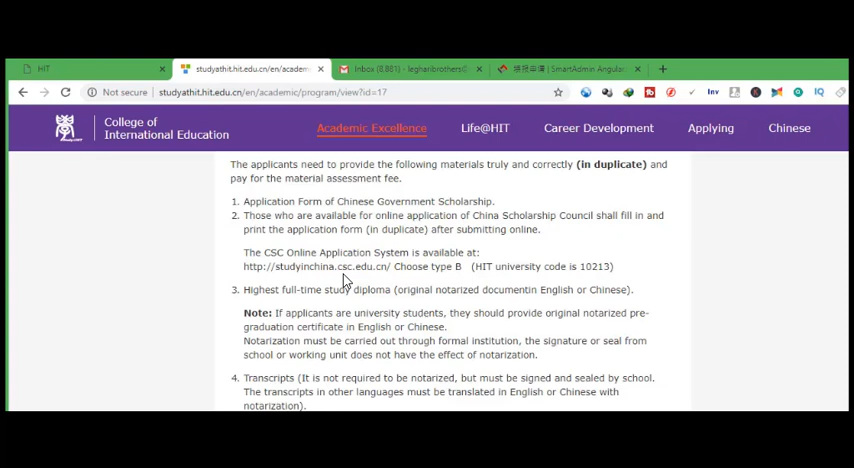 HIT
studyathit.hit.edu.cn/en/academ
Inbox (8,881) - legharibrothers@
填报申请 | SmartAdmin Angular
Not secure | studyathit.hit.edu.cn/en/academic/program/view?id=17
Inv
IQ
College of
International Education
Academic Excellence
Life@HIT
Career Development
Applying
Chinese
The applicants need to provide the following materials truly and correctly (in duplicate) and
pay for the material assessment fee.
1. Application Form of Chinese Government Scholarship.
2. Those who are available for online application of China Scholarship Council shall fill in and
print the application form (in duplicate) after submitting online.
The CSC Online Application System is available at:
http://studyinchina.csc.edu.cn/ Choose type B (HIT university code is 10213)
3. Highest full-time study diploma (original notarized documentin English or Chinese).
Note: If applicants are university students, they should provide original notarized pre-
graduation certificate in English or Chinese.
Notarization must be carried out through formal institution, the signature or seal from
school or working unit does not have the effect of notarization.
4. Transcripts (It is not required to be notarized, but must be signed and sealed by school.
The transcripts in other languages must be translated in English or Chinese with
notarization).